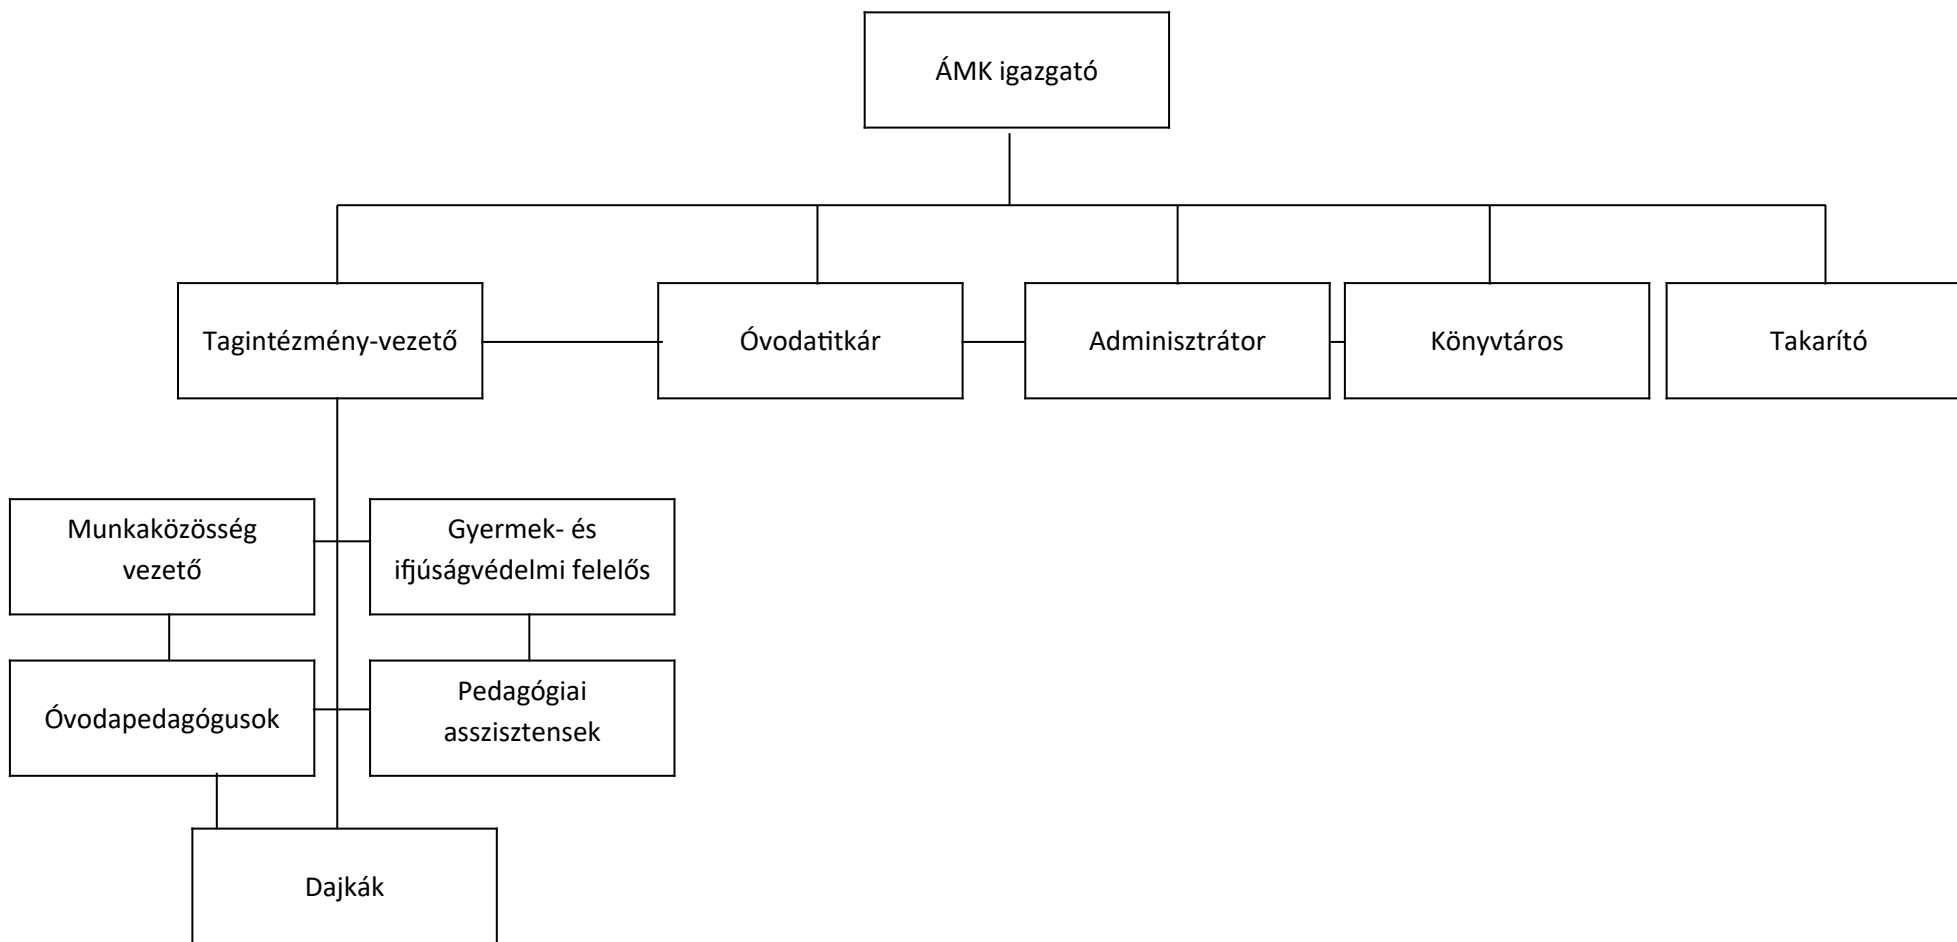 ÁMK igazgató
Tagintézmény-vezető
Óvodatitkár
Adminisztrátor
Könyvtáros
Takarító
Munkaközösség
vezető
Gyermek- és
ifjúságvédelmi felelős
Óvodapedagógusok
Pedagógiai
asszisztensek
Dajkák